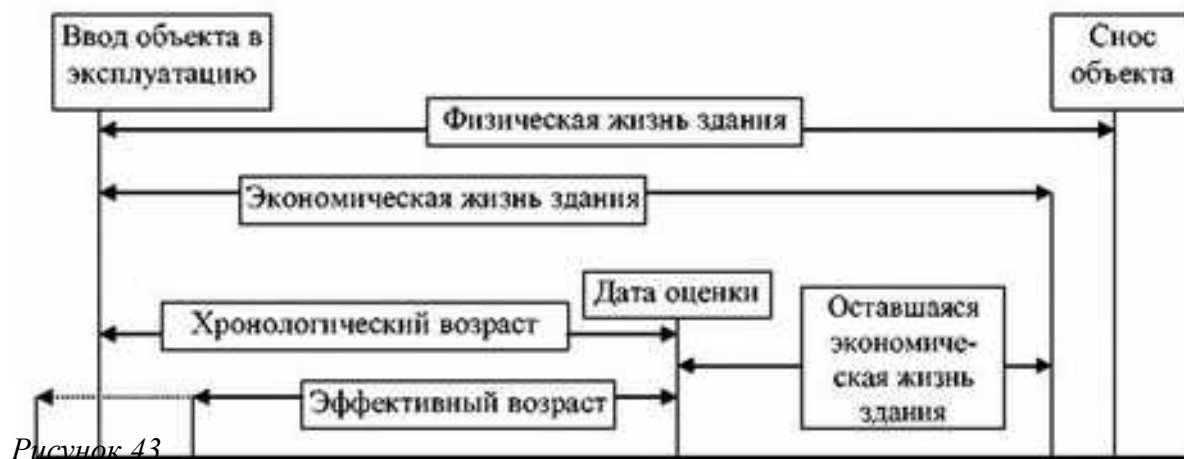 Ввод объекта в
эксплуатацию
Снос
объекта
Физическая жизнь здания
Экономическая жизнь здания
Дата оценки
Хронологический возраст
Оставшаяся
экономиче-
ская жизнь
здания
Эффективный возраст
Рисунок 43